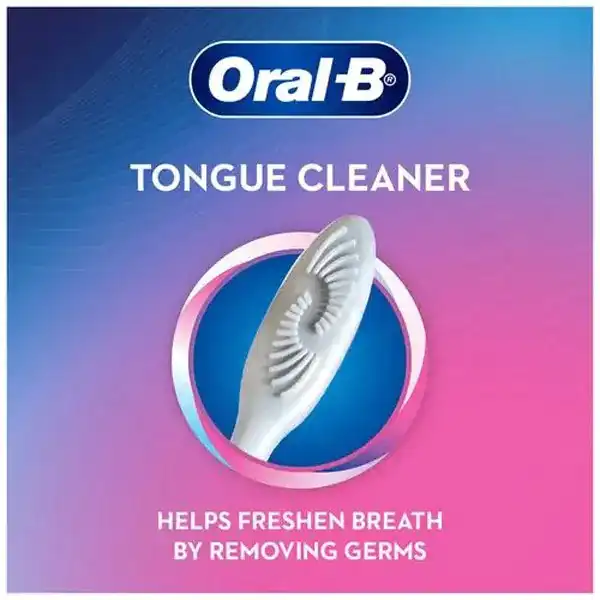 Oral-B®
TONGUE CLEANER
HELPS FRESHEN BREATH
BY REMOVING GERMS